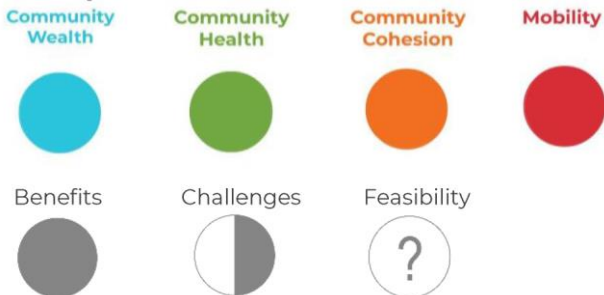 Community
Wealth
Community
Health
Community
Cohesion
Mobility
Benefits
Challenges
Feasibility
?